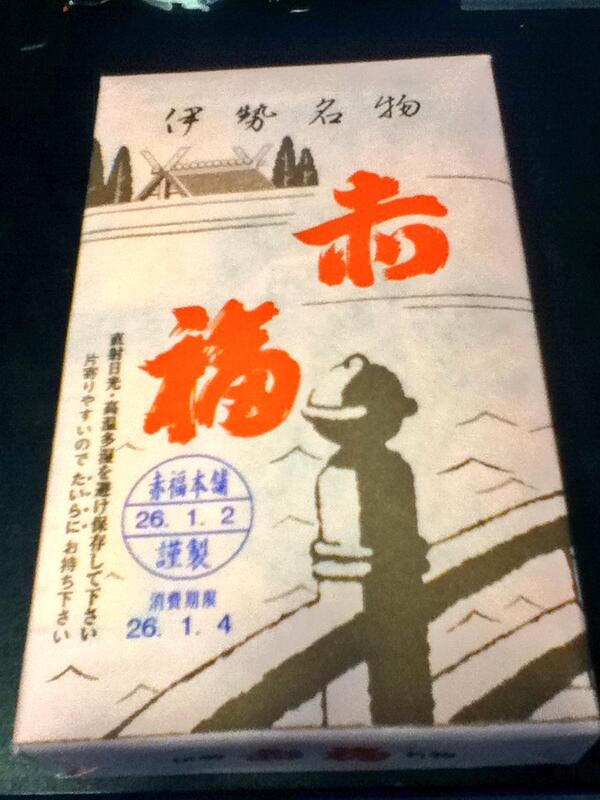 伊勢名物
赤福
直射日光・高温多湿を避け保存して下さい
片寄りやすいのでたいらにお持ち下さい
赤福本舗
26. 1. 2
謹製
消費期限
26. 1. 4
赤福